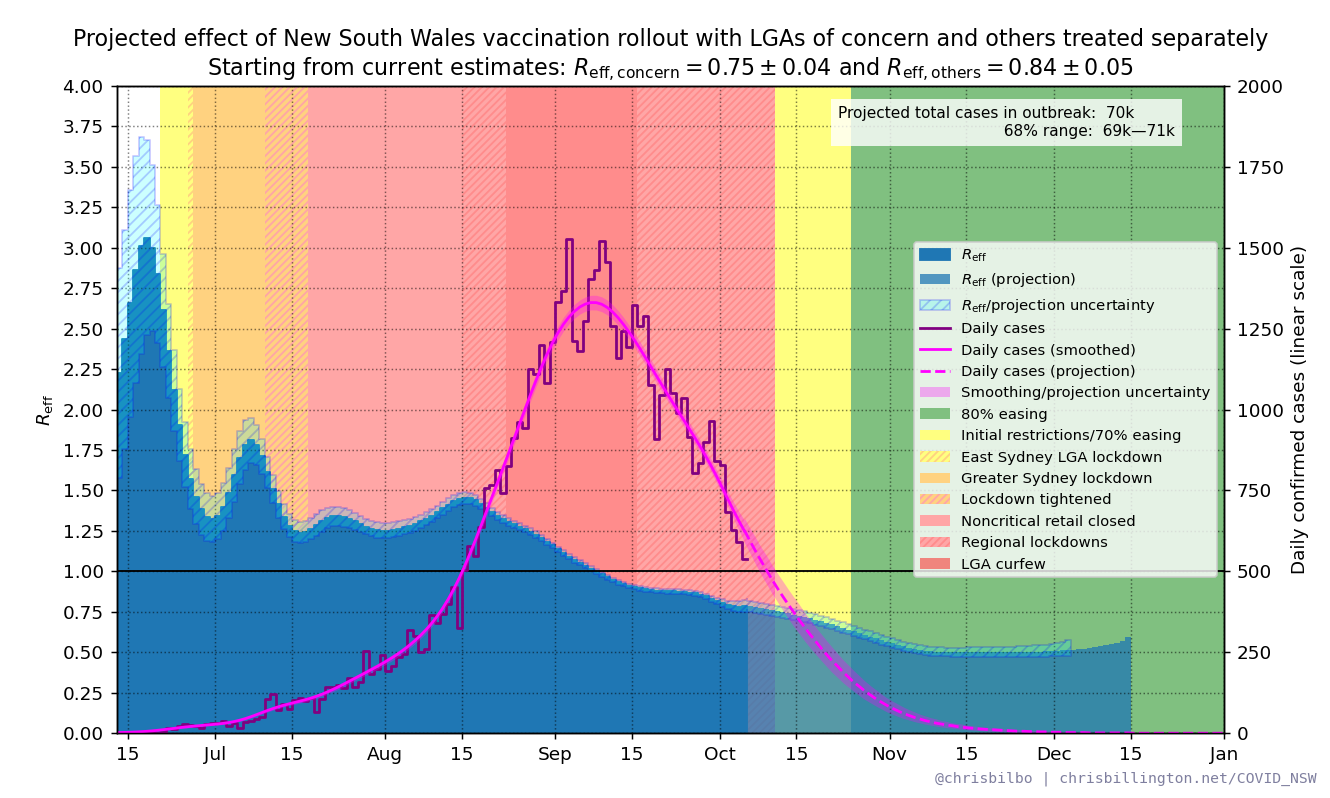 Projected effect of New South Wales vaccination rollout with LGAs of concern and others treated separately
Starting from current estimates: Reff, concern = 0.75 ± 0.04 and Reff, others = 0.84 ± 0.05
Projected total cases in outbreak: 70k
68% range: 69k—71k
4.00
3.75
3.50
3.25
3.00
2.75
2.50
2.25
2.00
1.75
1.50
1.25
1.00
0.75
0.50
0.25
0.00
Reff
2000
1750
1500
1250
1000
750
500
250
0
Daily confirmed cases (linear scale)
Reff
Reff (projection)
Reff/projection uncertainty
Daily cases
Daily cases (smoothed)
Daily cases (projection)
Smoothing/projection uncertainty
80% easing
Initial restrictions/70% easing
East Sydney LGA lockdown
Greater Sydney lockdown
Lockdown tightened
Noncritical retail closed
Regional lockdowns
LGA curfew
15 Jul 15 Aug 15 Sep 15 Oct 15 Nov 15 Dec 15 Jan
@chrisbilbo | chrisbillington.net/COVID_NSW